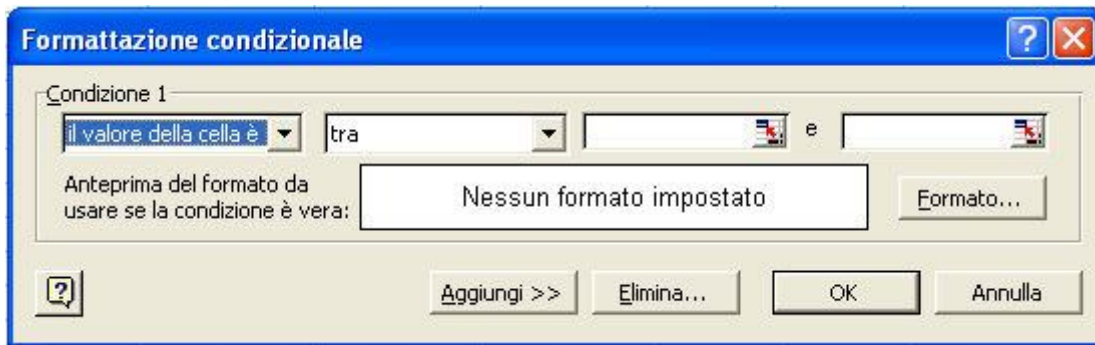 Formattazione condizionale
Condizione 1
il valore della cella è tra e
Anteprima del formato da
usare se la condizione è vera:
Nessun formato impostato
Formato...
Aggiungi >> Elimina... OK Annulla